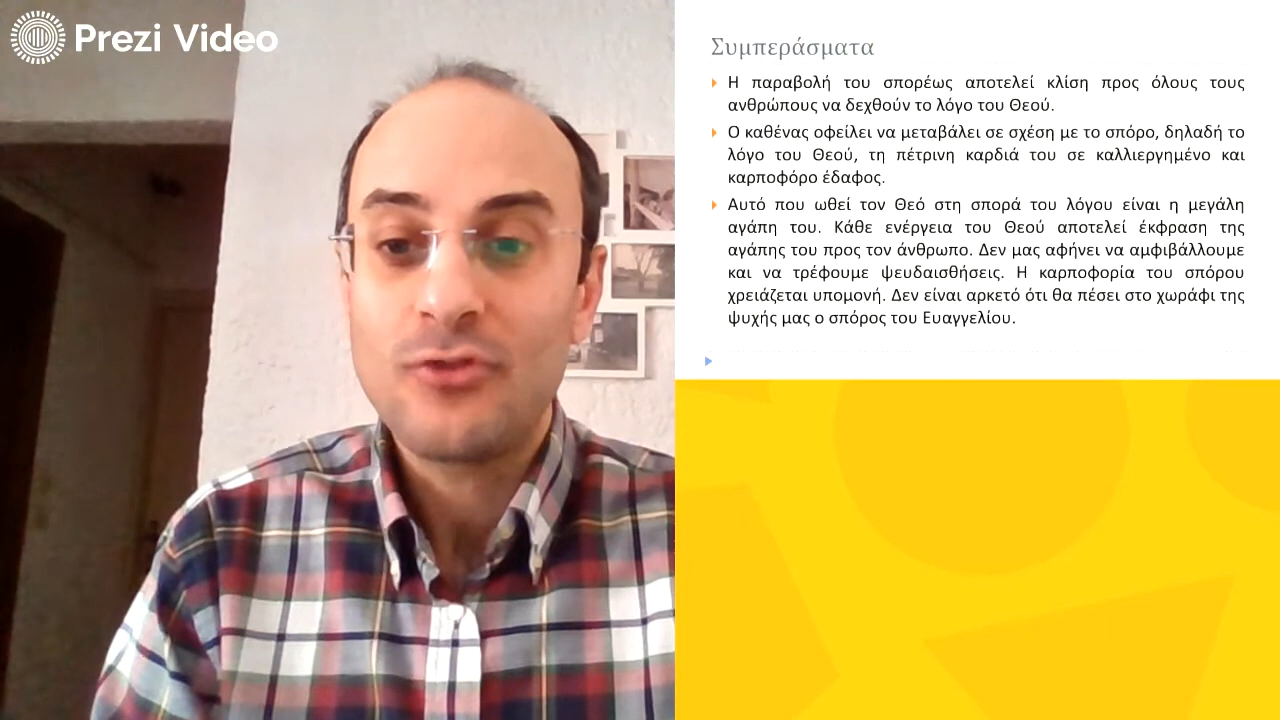 Prezi Video
Συμπεράσματα
Η παραβολή του σπορέως αποτελεί κλίση προς όλους τους
ανθρώπους να δεχθούν το λόγο του Θεού.
Ο καθένας οφείλει να μεταβάλει σε σχέση με το σπόρο, δηλαδή το
λόγο του Θεού, τη πέτρινη καρδιά του σε καλλιεργημένο και
καρποφόρο έδαφος.
Αυτό που ωθεί τον Θεό στη σπορά του λόγου είναι η μεγάλη
αγάπη του. Κάθε ενέργεια του Θεού αποτελεί έκφραση της
αγάπης του προς τον άνθρωπο. Δεν μας αφήνει να αμφιβάλλουμε
και να τρέφουμε ψευδαισθήσεις. Η καρποφορία του σπόρου
χρειάζεται υπομονή. Δεν είναι αρκετό ότι θα πέσει στο χωράφι της
ψυχής μας ο σπόρος του Ευαγγελίου.